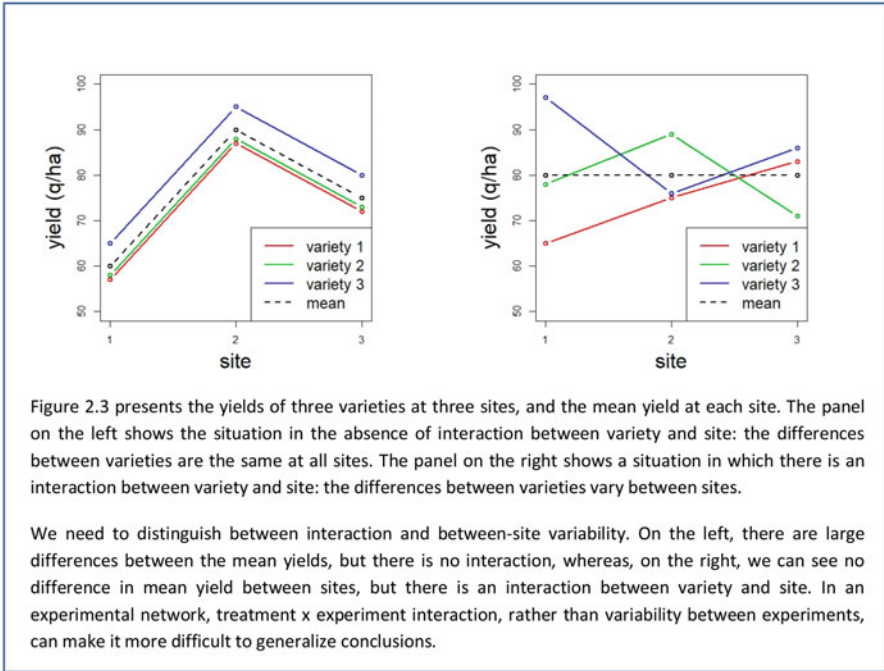 100
90
80
70
60
50
yield (q/ha)
variety 1
variety 2
variety 3
mean
1 2 3
site
100
90
80
70
60
50
yield (q/ha)
variety 1
variety 2
variety 3
mean
1 2 3
site
Figure 2.3 presents the yields of three varieties at three sites, and the mean yield at each site. The panel
on the left shows the situation in the absence of interaction between variety and site: the differences
between varieties are the same at all sites. The panel on the right shows a situation in which there is an
interaction between variety and site: the differences between varieties vary between sites.
We need to distinguish between interaction and between-site variability. On the left, there are large
differences between the mean yields, but there is no interaction, whereas, on the right, we can see no
difference in mean yield between sites, but there is an interaction between variety and site. In an
experimental network, treatment x experiment interaction, rather than variability between experiments,
can make it more difficult to generalize conclusions.